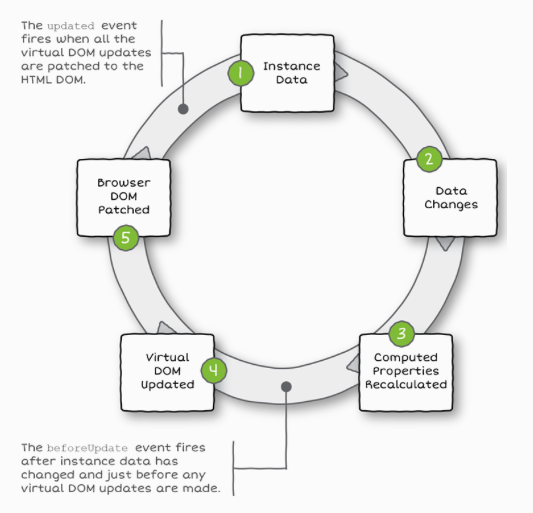 The updated event
fires when all the
virtual DOM updates
are patched to the
HTML DOM.
1
Instance
Data
2
Data
Changes
3
Computed
Properties
Recalculated
4
Virtual
DOM
Updated
5
Browser
DOM
Patched
The beforeUpdate event fires
after instance data has
changed and just before any
virtual DOM updates are made.